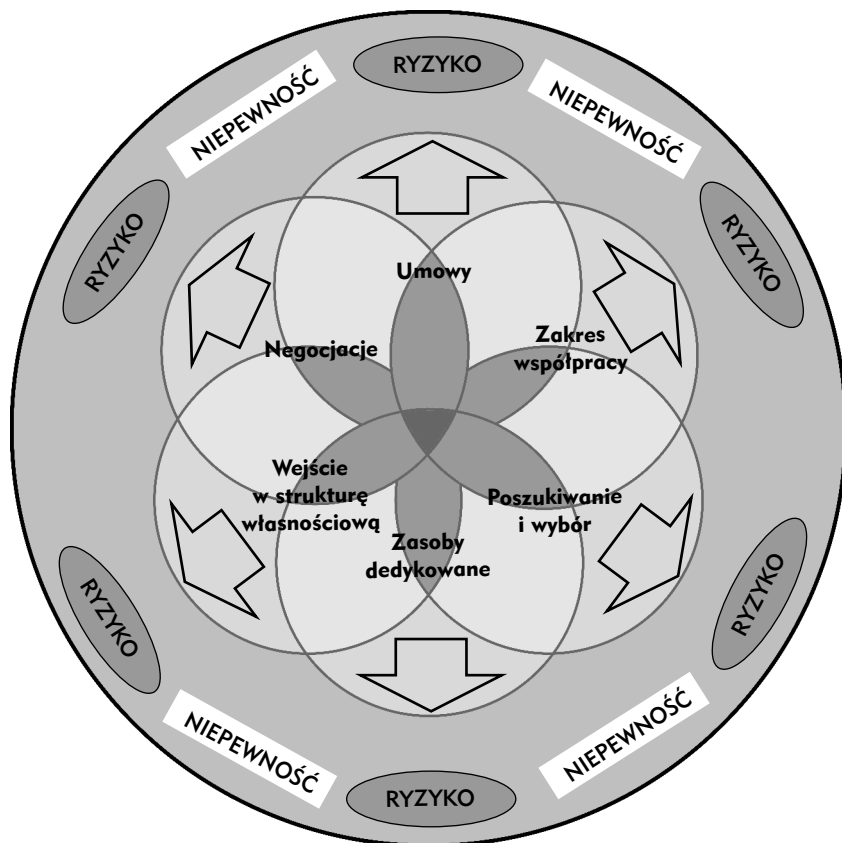 RYZYKO
NIEPEWNOŚĆ
NIEPEWNOŚĆ
RYZYKO
RYZYKO
Umowy
Negocjacje
Zakres
współpracy
Wejście
w strukturę
własnościową
Poszukiwanie
i wybór
Zasoby
dedykowane
RYZYKO
RYZYKO
NIEPEWNOŚĆ
NIEPEWNOŚĆ
RYZYKO